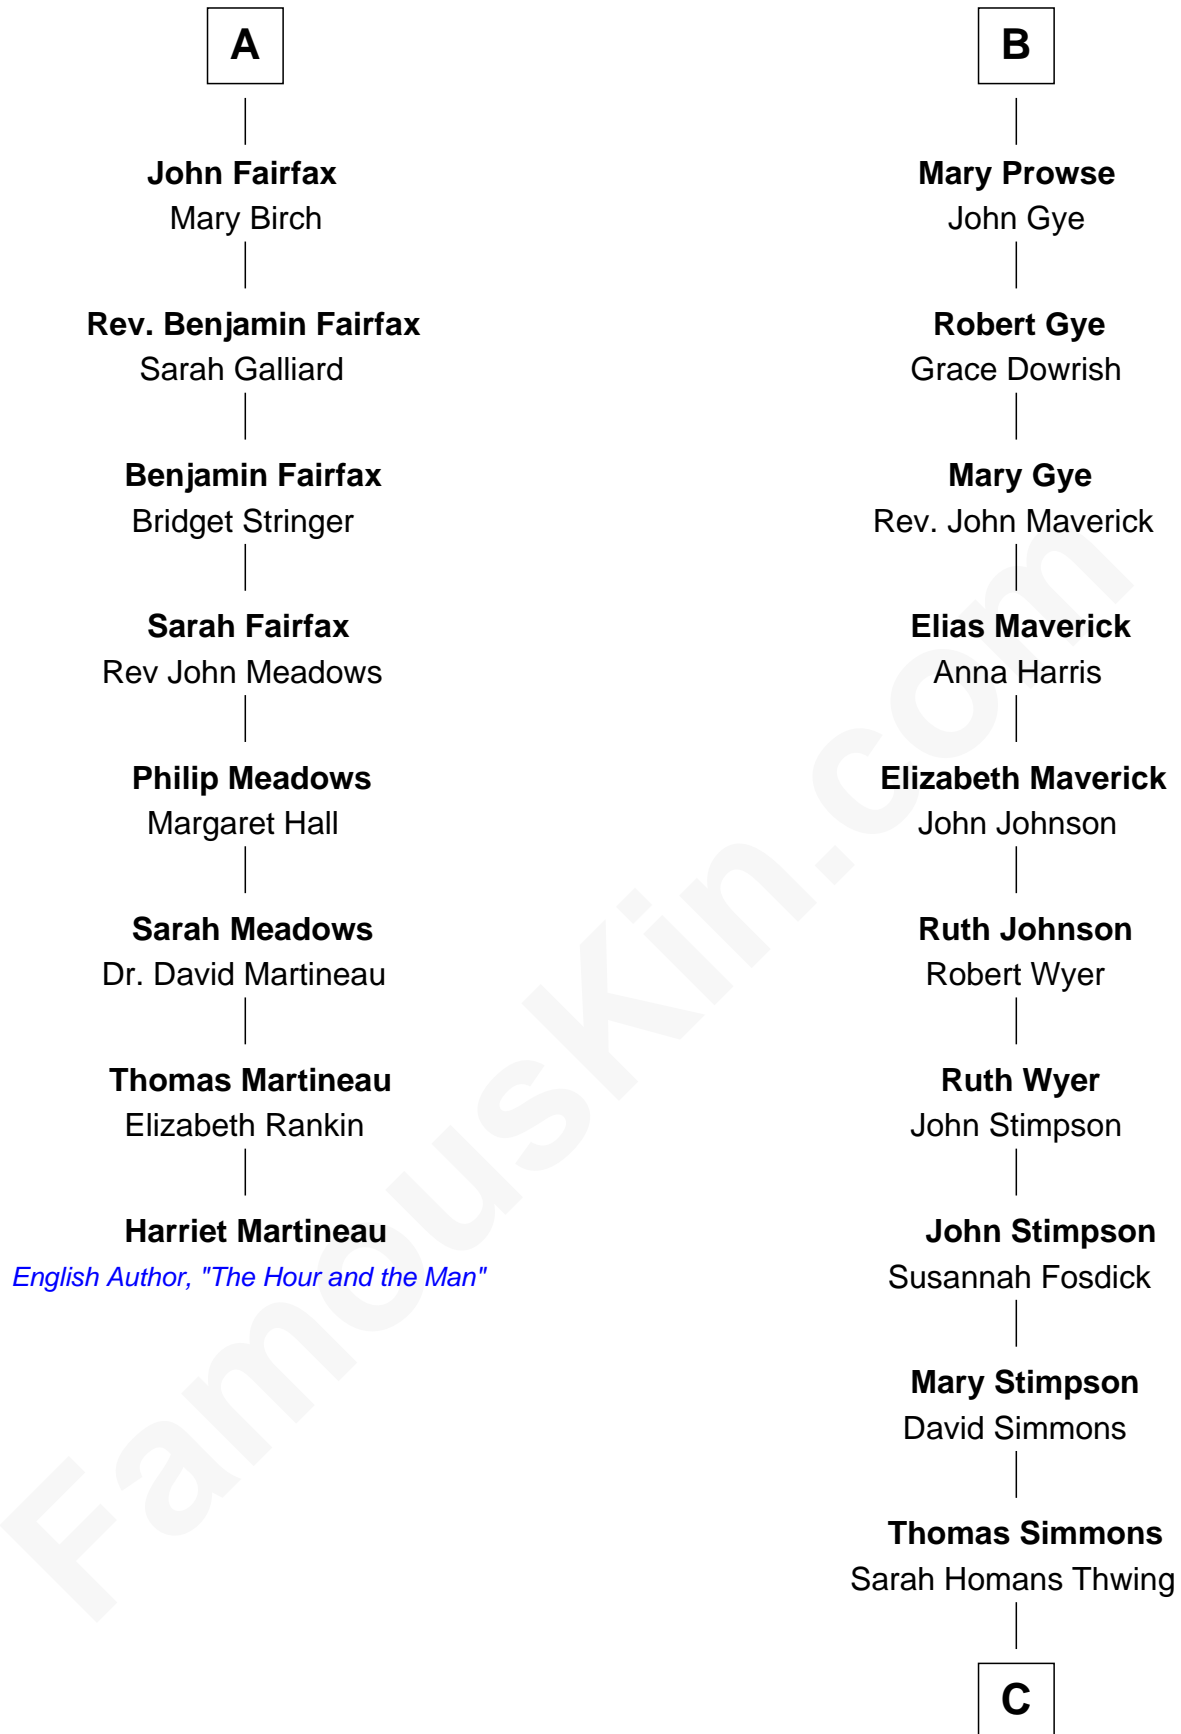 A
John Fairfax
Mary Birch
Rev. Benjamin Fairfax
Sarah Galliard
Benjamin Fairfax
Bridget Stringer
Sarah Fairfax
Rev John Meadows
Philip Meadows
Margaret Hall
Sarah Meadows
Dr. David Martineau
Thomas Martineau
Elizabeth Rankin
Harriet Martineau
English Author, "The Hour and the Man"
B
Mary Prowse
John Gye
Robert Gye
Grace Dowrish
Mary Gye
Rev. John Maverick
Elias Maverick
Anna Harris
Elizabeth Maverick
John Johnson
Ruth Johnson
Robert Wyer
Ruth Wyer
John Stimpson
John Stimpson
Susannah Fosdick
Mary Stimpson
David Simmons
Thomas Simmons
Sarah Homans Thwing
C
FamousKin.com